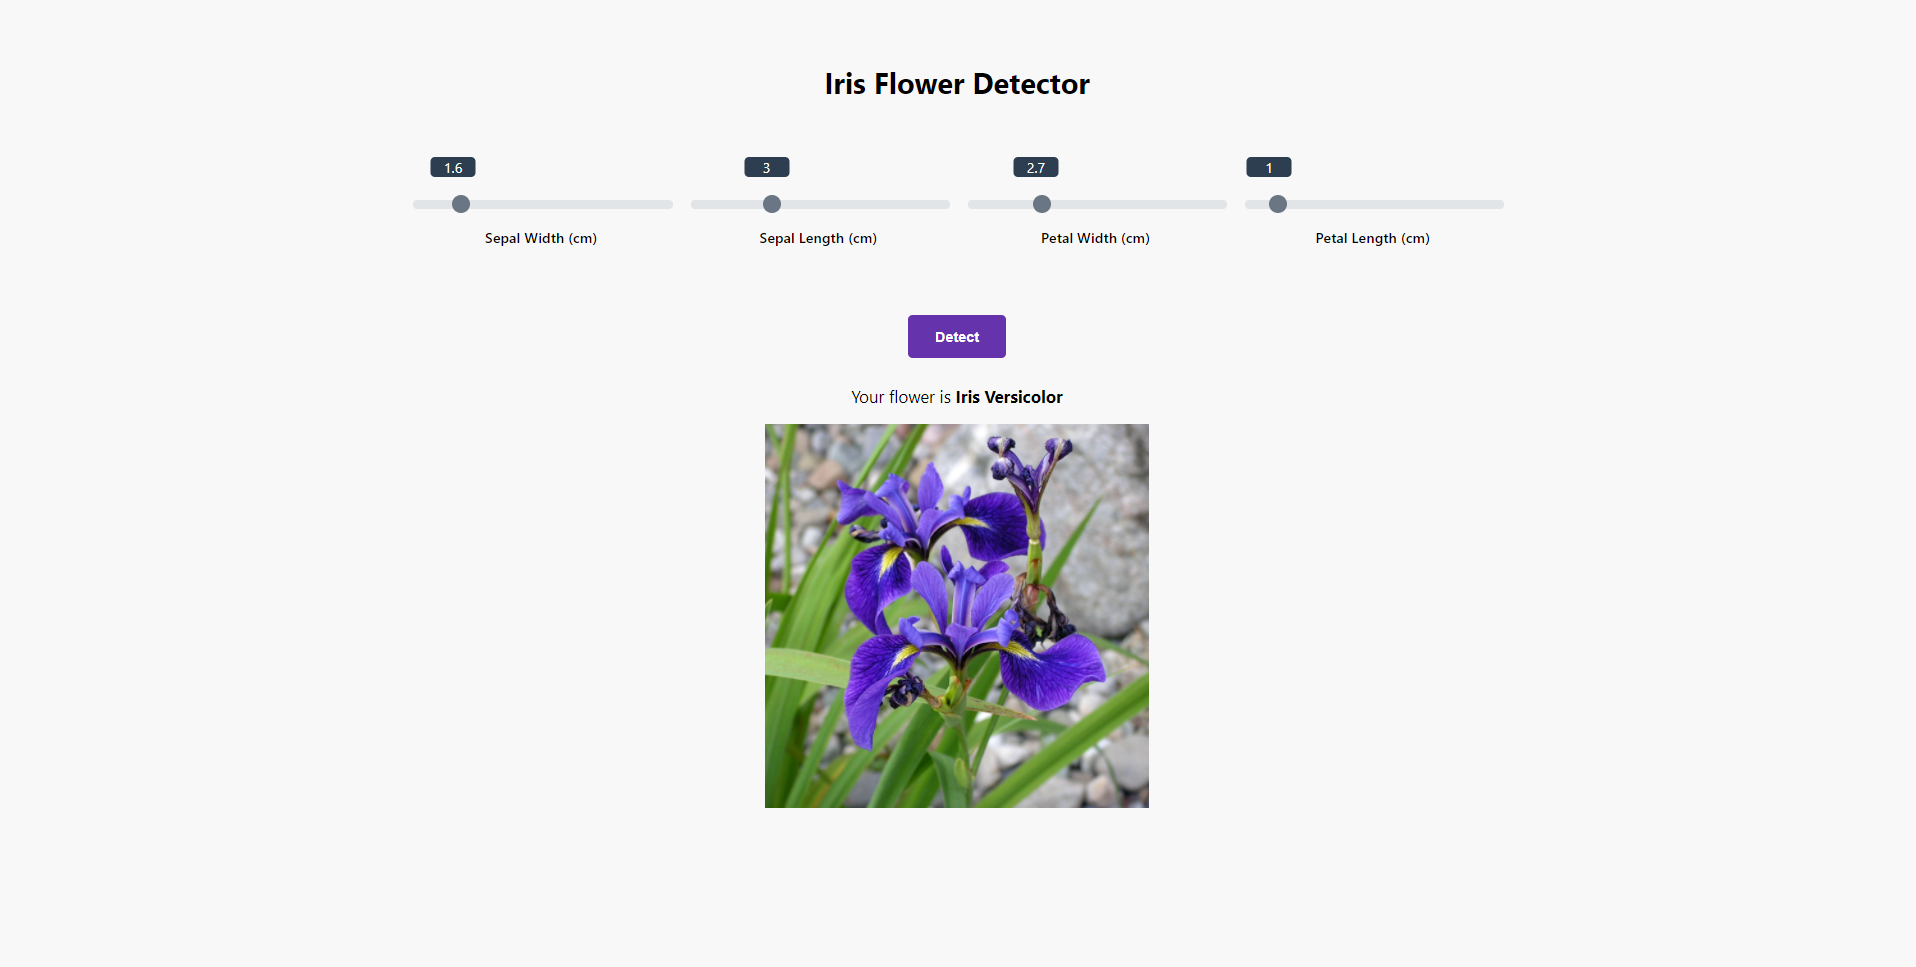 Iris Flower Detector
1.6 3 2.7 1
Sepal Width (cm) Sepal Length (cm) Petal Width (cm) Petal Length (cm)
Detect
Your flower is Iris Versicolor